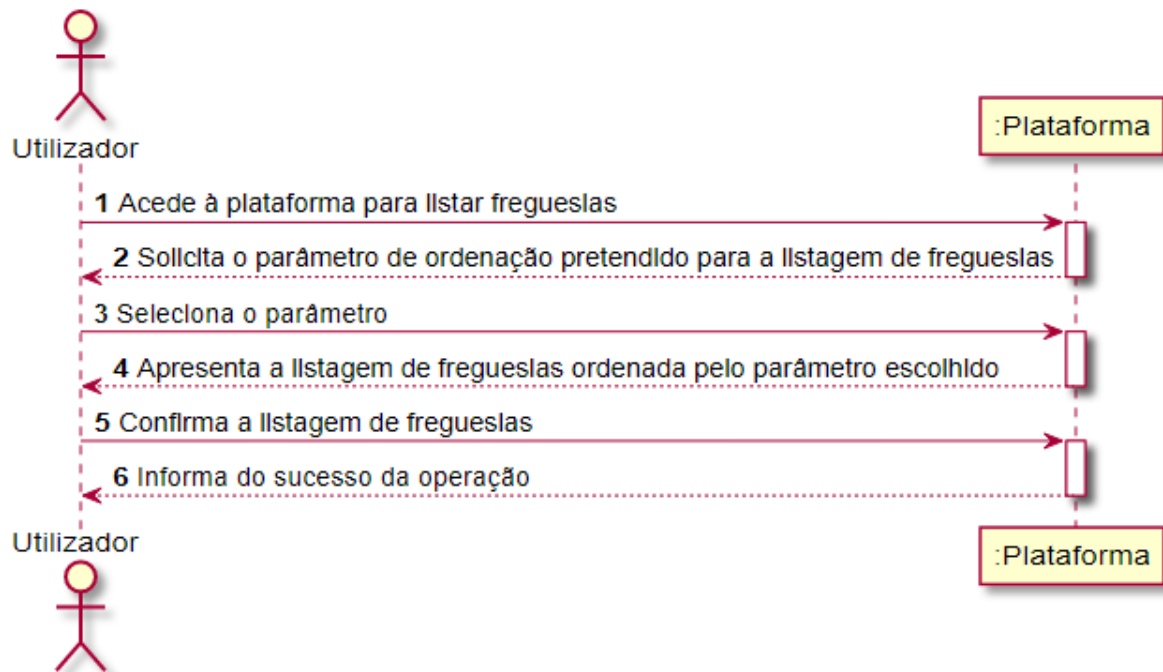 Utilizador
:Plataforma
1 Acede à plataforma para listar freguesias
2 Solicita o parâmetro de ordenação pretendido para a listagem de freguesias
3 Seleciona o parâmetro
4 Apresenta a listagem de freguesias ordenada pelo parâmetro escolhido
5 Confirma a listagem de freguesias
6 Informa do sucesso da operação
Utilizador
:Plataforma